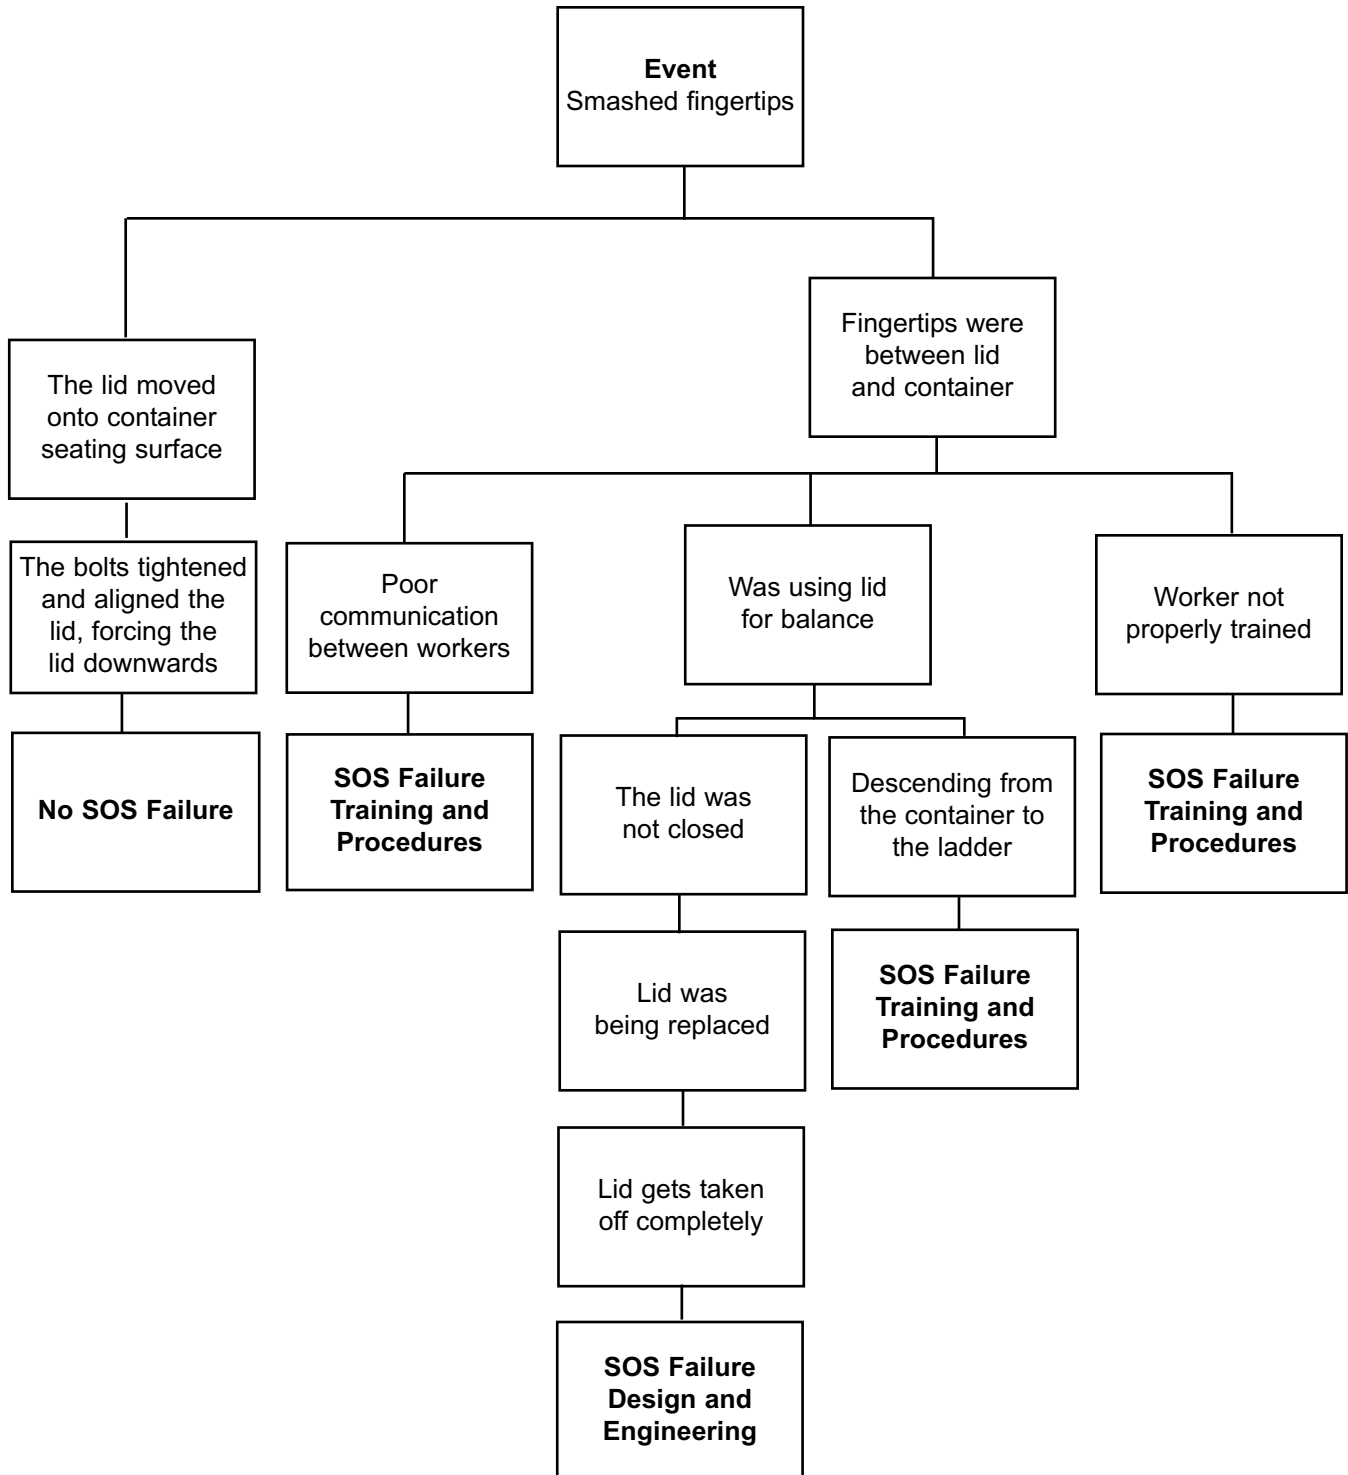 Event
Smashed fingertips
Fingertips were
between lid
and container
The lid moved
onto container
seating surface
The bolts tightened
and aligned the
lid, forcing the
lid downwards
Poor
communication
between workers
Was using lid
for balance
Worker not
properly trained
No SOS Failure
SOS Failure
Training and
Procedures
The lid was
not closed
Descending from
the container to
the ladder
SOS Failure
Training and
Procedures
Lid was
being replaced
SOS Failure
Training and
Procedures
Lid gets taken
off completely
SOS Failure
Design and
Engineering